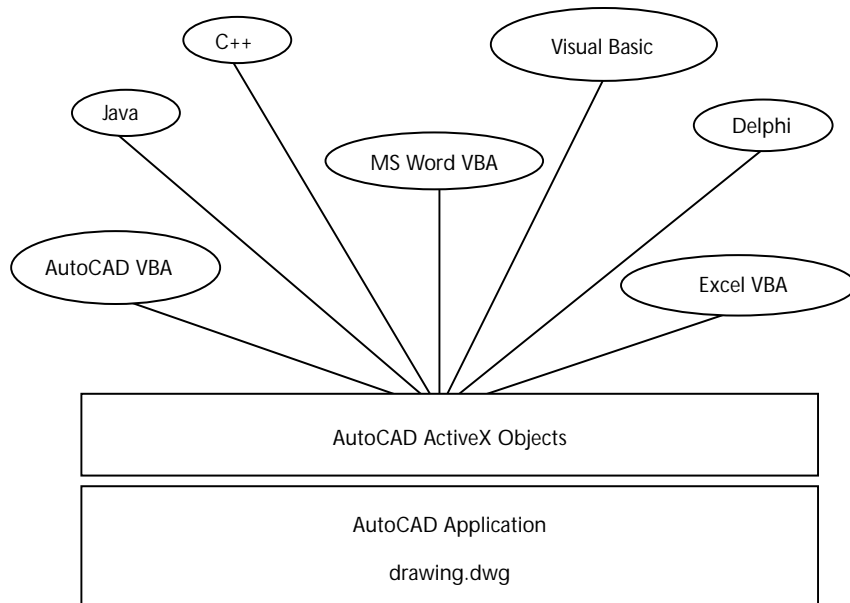 C++
Visual Basic
Java
Delphi
MS Word VBA
AutoCAD VBA
Excel VBA
AutoCAD ActiveX Objects
AutoCAD Application
drawing.dwg